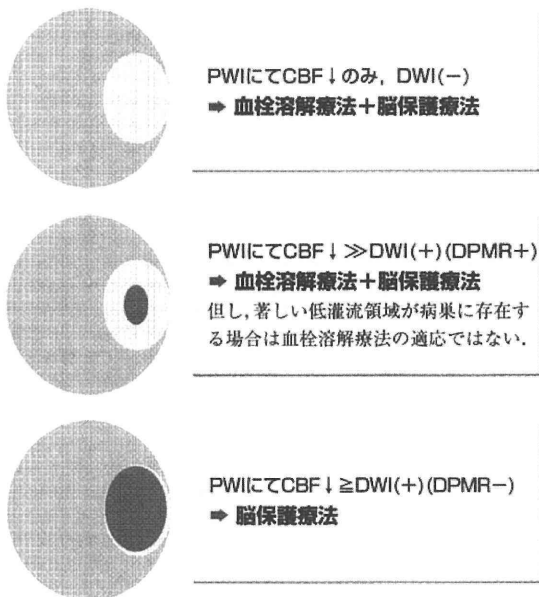 PWIにてCBF↓のみ，DWI(−)
➡ 血栓溶解療法＋脳保護療法
PWIにてCBF↓≫DWI(+)(DPMR+)
➡ 血栓溶解療法＋脳保護療法
但し，著しい低灌流領域が病巣に存在す
る場合は血栓溶解療法の適応ではない．
PWIにてCBF↓≧DWI(+)(DPMR−)
➡ 脳保護療法